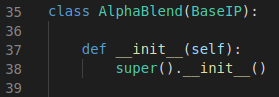 35 class AlphaBlend(BaseIP):
36
37     def __init__(self):
38         super().__init__()
39